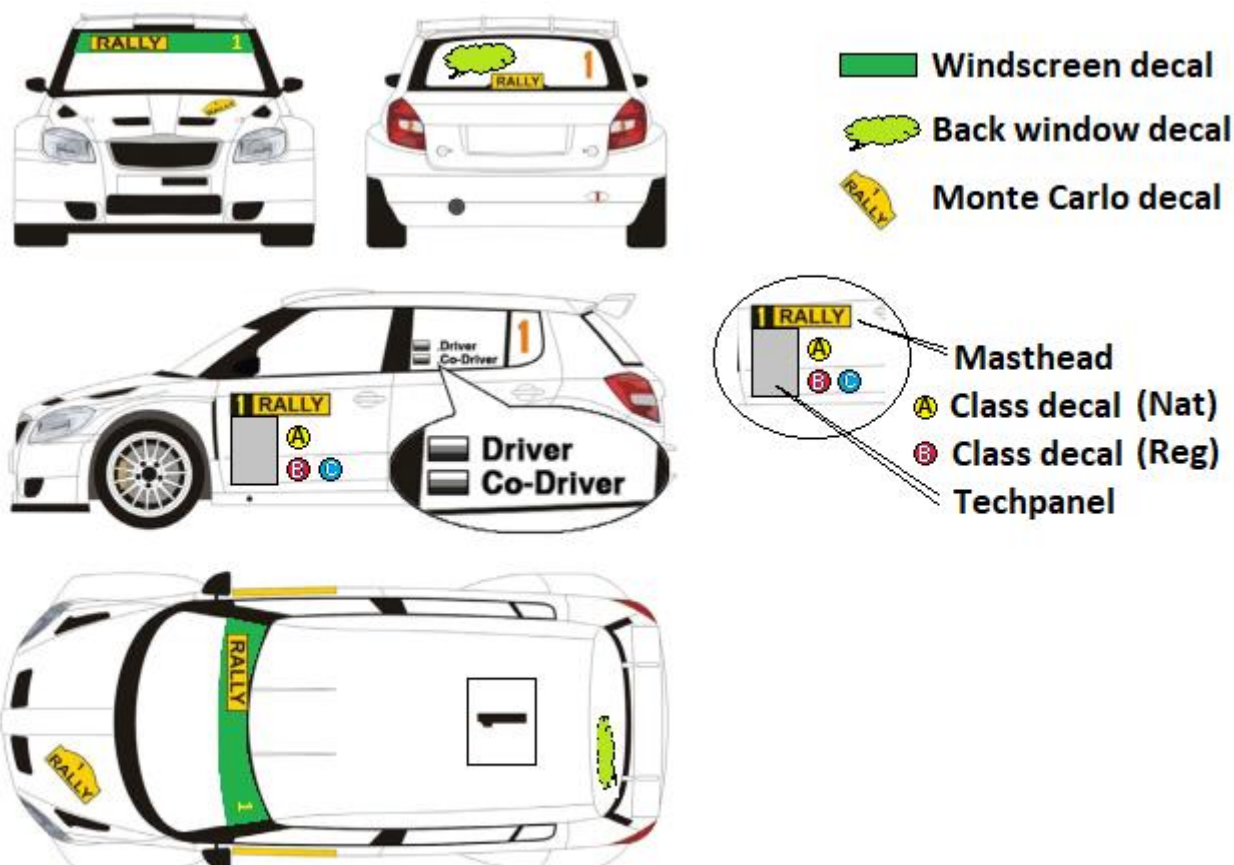 RALLY 1
RALLY
RALLY 1
Windscreen decal
Back window decal
1
RALLY
Monte Carlo decal
Driver
Co-Driver
1
1 RALLY
A
B C
Driver
Co-Driver
1 RALLY
A
B C
Masthead
A Class decal (Nat)
B Class decal (Reg)
Techpanel
RALLY
1
1
RALLY
1